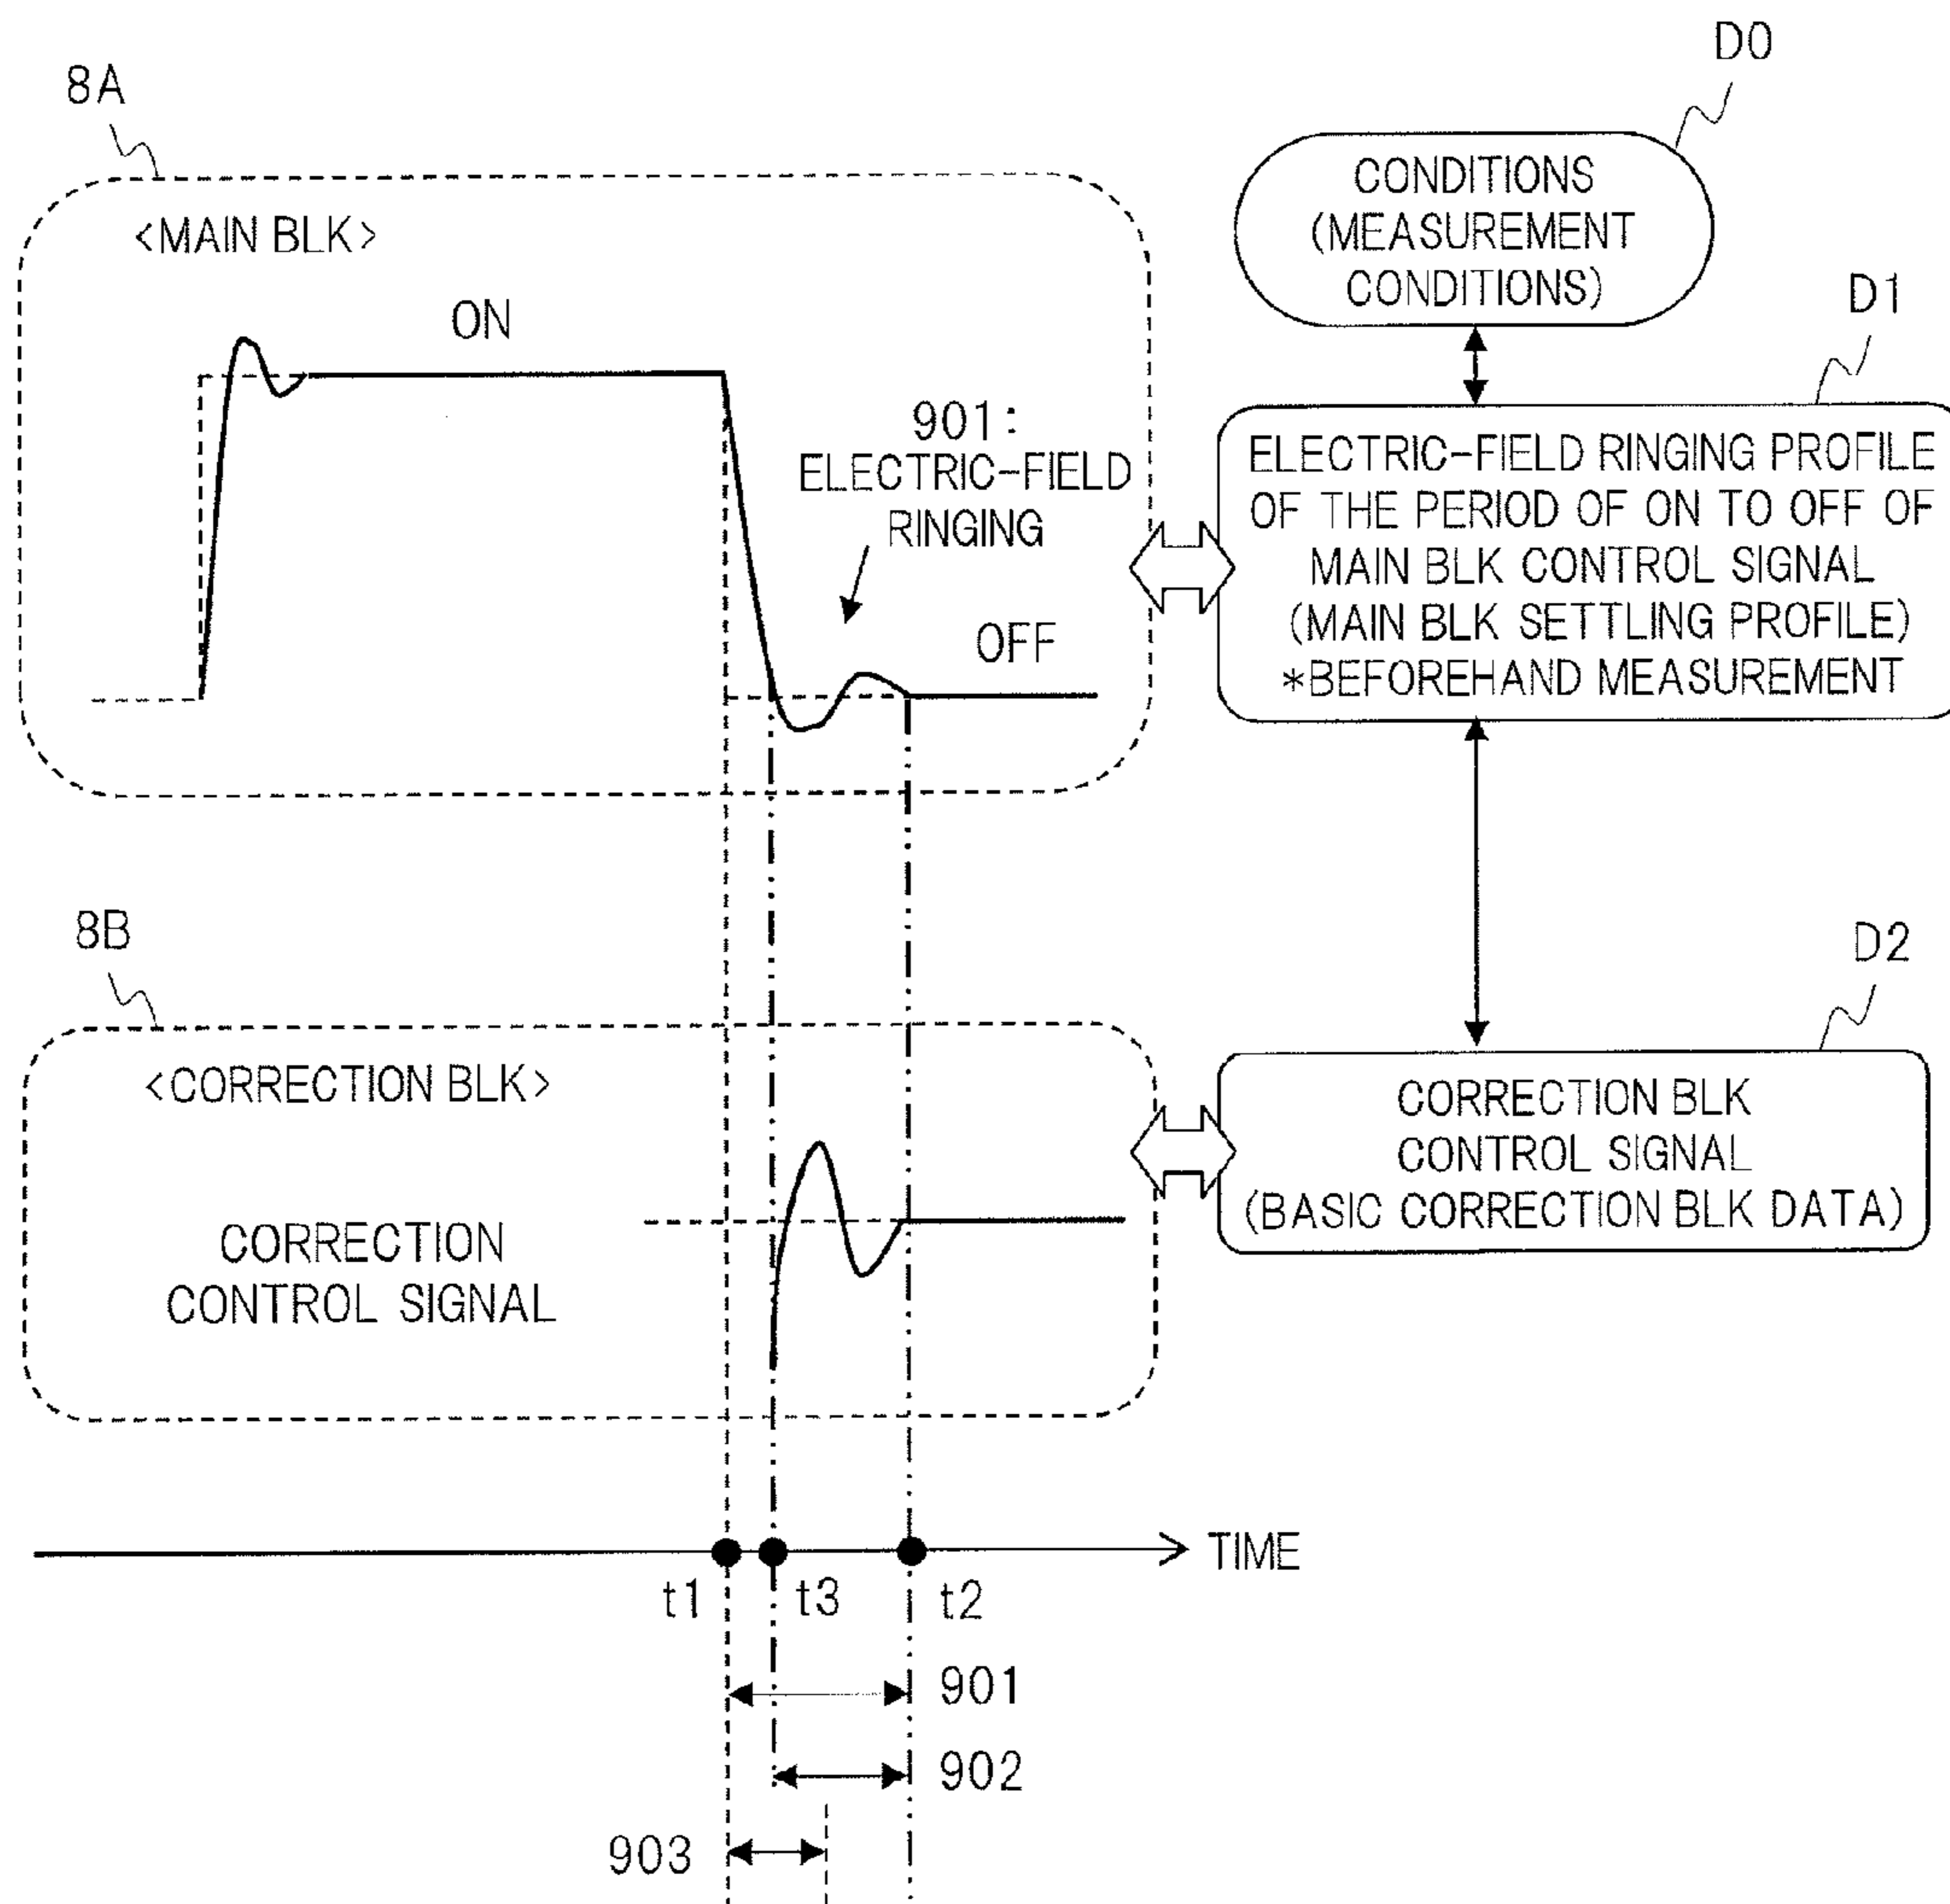 D0
8A
CONDITIONS
(MEASUREMENT
CONDITIONS)
<MAIN BLK>
D1
ON
901:
ELECTRIC-FIELD
RINGING
OFF
ELECTRIC-FIELD RINGING PROFILE
OF THE PERIOD OF ON TO OFF OF
MAIN BLK CONTROL SIGNAL
(MAIN BLK SETTLING PROFILE)
*BEFOREHAND MEASUREMENT
8B
D2
<CORRECTION BLK>
CORRECTION
CONTROL SIGNAL
CORRECTION BLK
CONTROL SIGNAL
(BASIC CORRECTION BLK DATA)
TIME
t1 t3 t2
901
902
903